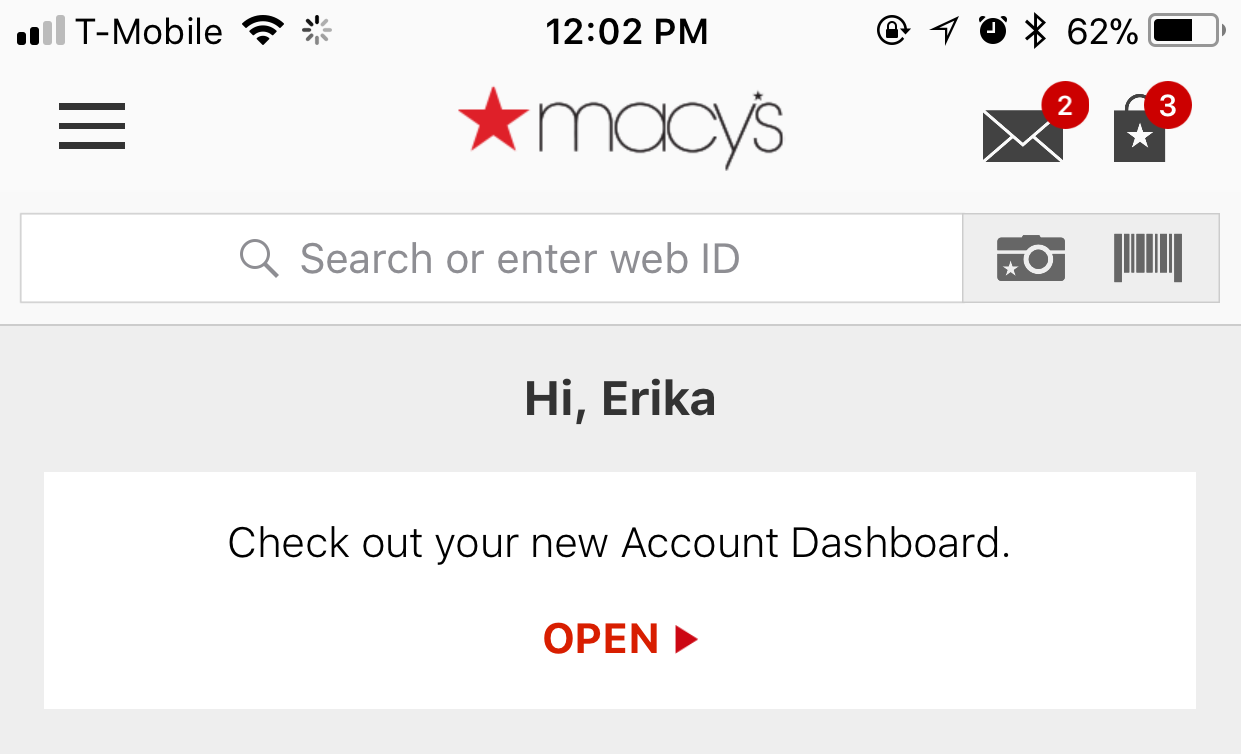 T-Mobile 12:02 PM 62%
macy's 2 3
Search or enter web ID
Hi, Erika
Check out your new Account Dashboard.
OPEN